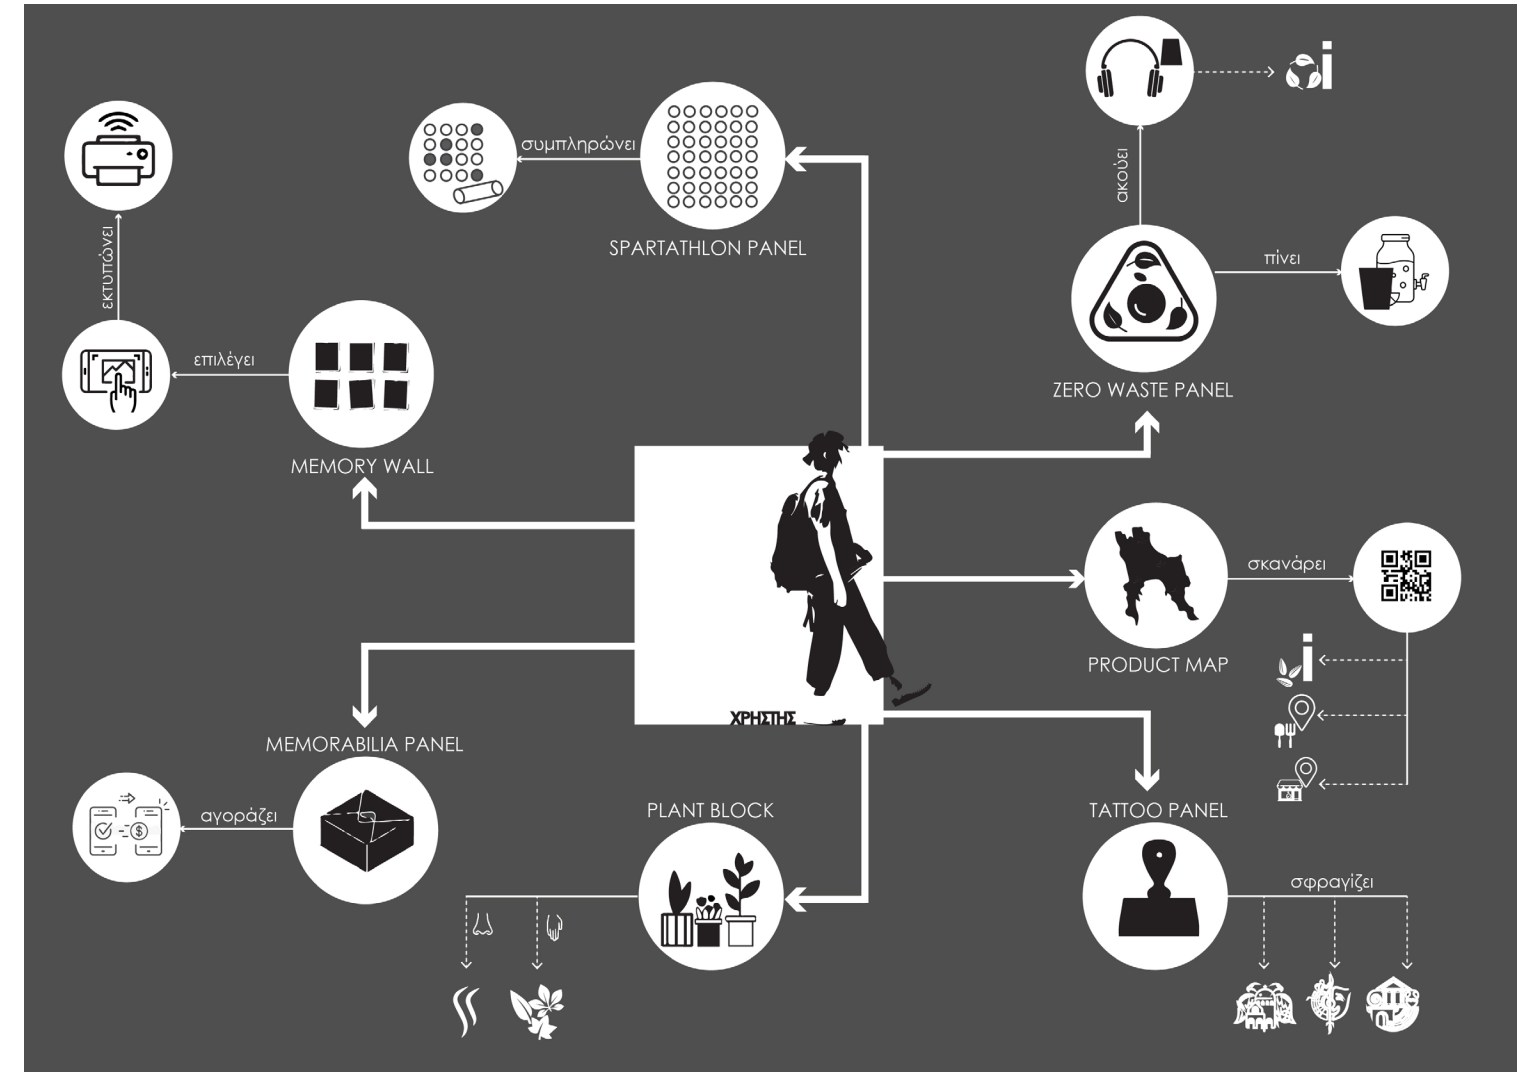 ακούει
συμπληρώνει
SPARTATHLON PANEL
εκτυπώνει
πίνει
επιλέγει
ZERO WASTE PANEL
MEMORY WALL
σκανάρει
PRODUCT MAP
ΧΡΗΣΤΗΣ
MEMORABILIA PANEL
αγοράζει
PLANT BLOCK
TATTOO PANEL
σφραγίζει